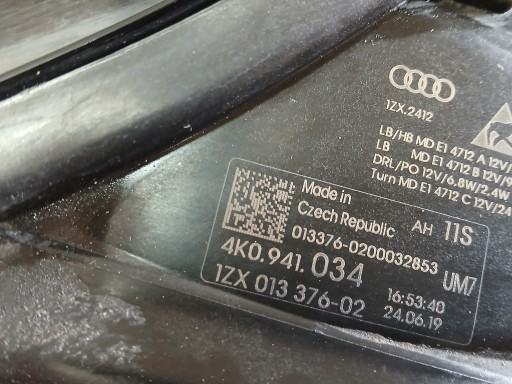 1ZX.2412
LB/HB MD E1 4712 A 12V/
LB MD E1 4712 B 12V/9
DRL/PO 12V/6.8W/2.4W
Turn MD E1 4712 C 12V/24
Made in
Czech Republic AH 11S
013376-0200032853
4K0.941.034 UM7
1ZX 013 376-02 16:53:40
24.06.19